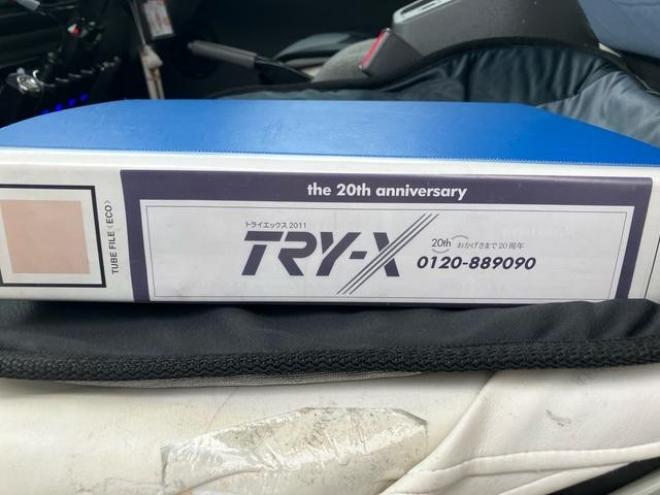 TUBE FILE〈ECO〉
the 20th anniversary
トライエックス 2011
TRY-X
20th おかげさまで20周年
0120-889090